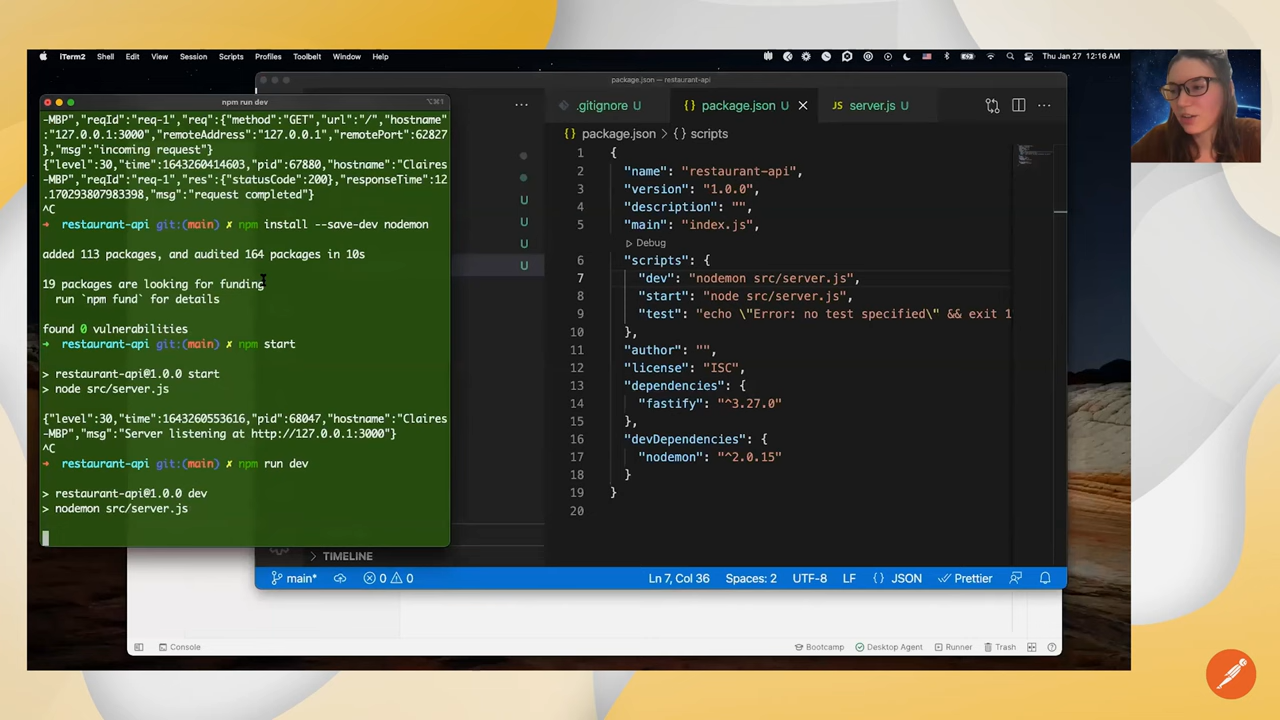 iTerm2 Shell Edit View Session Scripts Profiles Toolbelt Window Help Thu Jan 27 12:16 AM
package.json — restaurant-api
npm run dev ⌥⌘1
-MBP","reqId":"req-1","req":{"method":"GET","url":"/","hostname"
:"127.0.0.1:3000","remoteAddress":"127.0.0.1","remotePort":62827
},"msg":"incoming request"}
{"level":30,"time":1643260414603,"pid":67880,"hostname":"Claires
-MBP","reqId":"req-1","res":{"statusCode":200},"responseTime":12
.170293807983398,"msg":"request completed"}
^C
➜ restaurant-api git:(main) ✗ npm install --save-dev nodemon
added 113 packages, and audited 164 packages in 10s
19 packages are looking for funding
run `npm fund` for details
found 0 vulnerabilities
➜ restaurant-api git:(main) ✗ npm start
> restaurant-api@1.0.0 start
> node src/server.js
{"level":30,"time":1643260553616,"pid":68047,"hostname":"Claires
-MBP","msg":"Server listening at http://127.0.0.1:3000"}
^C
➜ restaurant-api git:(main) ✗ npm run dev
> restaurant-api@1.0.0 dev
> nodemon src/server.js
U
U
U
U
TIMELINE
.gitignore U {} package.json U JS server.js U
{} package.json > {} scripts
1 {
2 "name": "restaurant-api",
3 "version": "1.0.0",
4 "description": "",
5 "main": "index.js",
Debug
6 "scripts": {
7 "dev": "nodemon src/server.js",
8 "start": "node src/server.js",
9 "test": "echo \"Error: no test specified\" && exit 1
10 },
11 "author": "",
12 "license": "ISC",
13 "dependencies": {
14 "fastify": "^3.27.0"
15 },
16 "devDependencies": {
17 "nodemon": "^2.0.15"
18 }
19 }
20
main* 0 0 Ln 7, Col 36 Spaces: 2 UTF-8 LF {} JSON Prettier
Console Bootcamp Desktop Agent Runner Trash